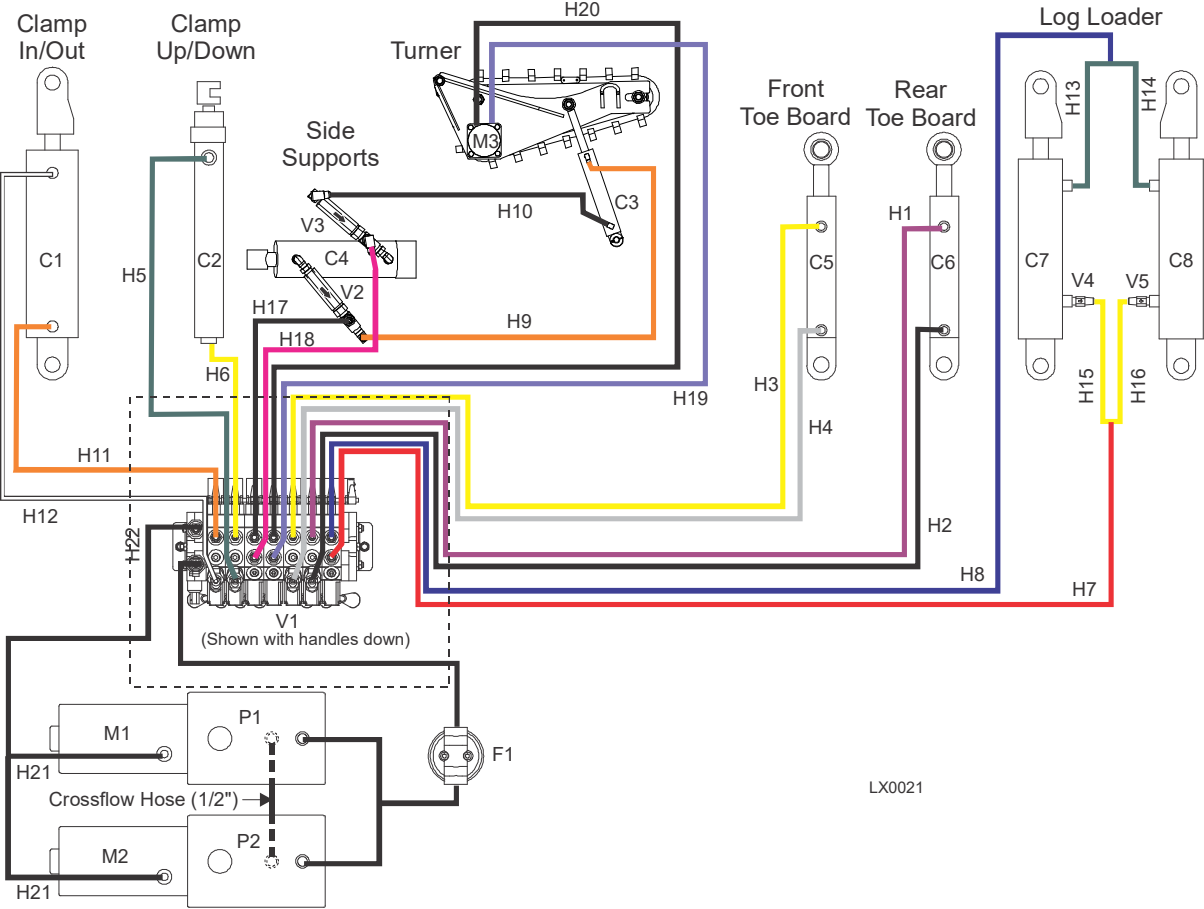 H20
Clamp
In/Out
Clamp
Up/Down
Turner
Log Loader
Front
Toe Board
Rear
Toe Board
H13
H14
Side
Supports
M3
H10
C3
V3
H1
C1
H5
C2
C4
C5
C6
C7
C8
V2
V4
V5
H17
H9
H18
H6
H3
H15
H16
H19
H4
H11
H12
H22
H2
H8
H7
V1
(Shown with handles down)
P1
M1
F1
H21
Crossflow Hose (1/2")
LX0021
P2
M2
H21